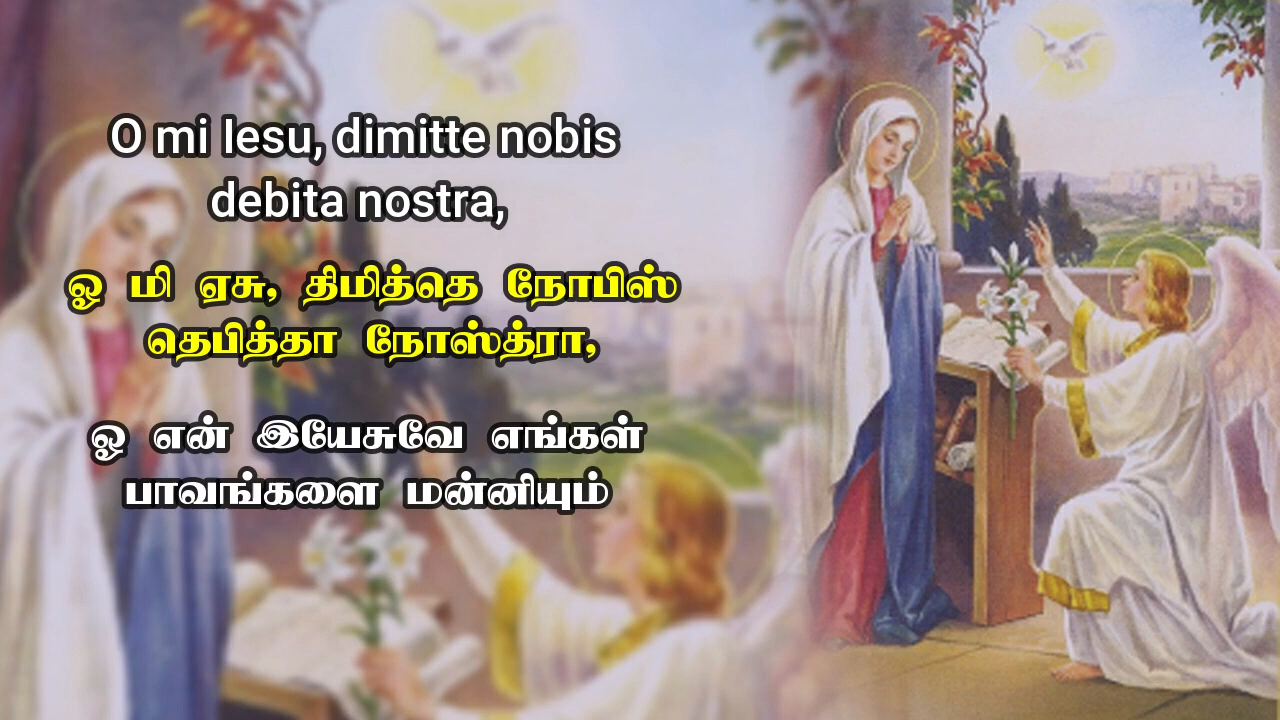 O mi Iesu, dimitte nobis
debita nostra,
ஓ மி ஏசு, திமித்தெ நோபிஸ்
தெபித்தா நோஸ்த்ரா,
ஓ என் இயேசுவே எங்கள்
பாவங்களை மன்னியும்